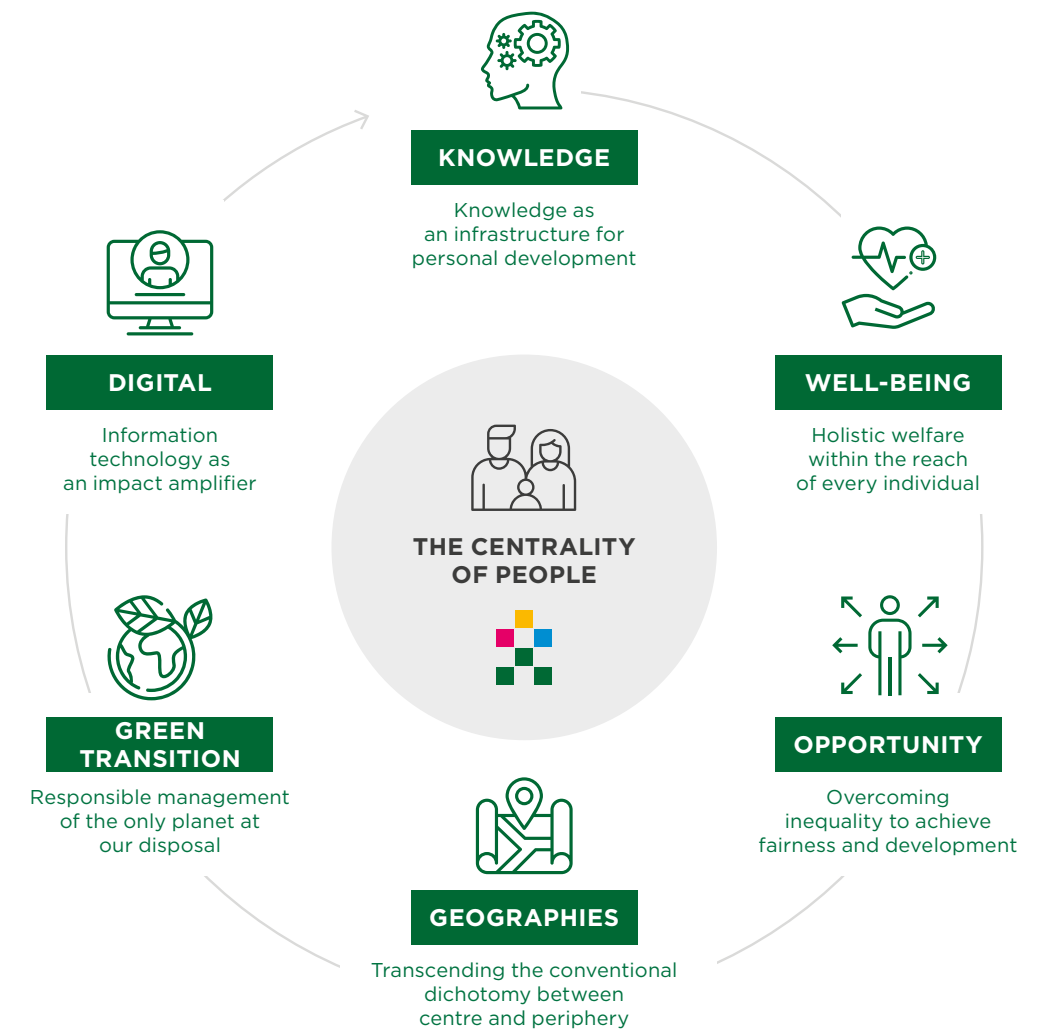 KNOWLEDGE
Knowledge as
an infrastructure for
personal development
WELL-BEING
Holistic welfare
within the reach
of every individual
OPPORTUNITY
Overcoming
inequality to achieve
fairness and development
GEOGRAPHIES
Transcending the conventional
dichotomy between
centre and periphery
GREEN
TRANSITION
Responsible management
of the only planet at
our disposal
DIGITAL
Information
technology as
an impact amplifier
THE CENTRALITY
OF PEOPLE